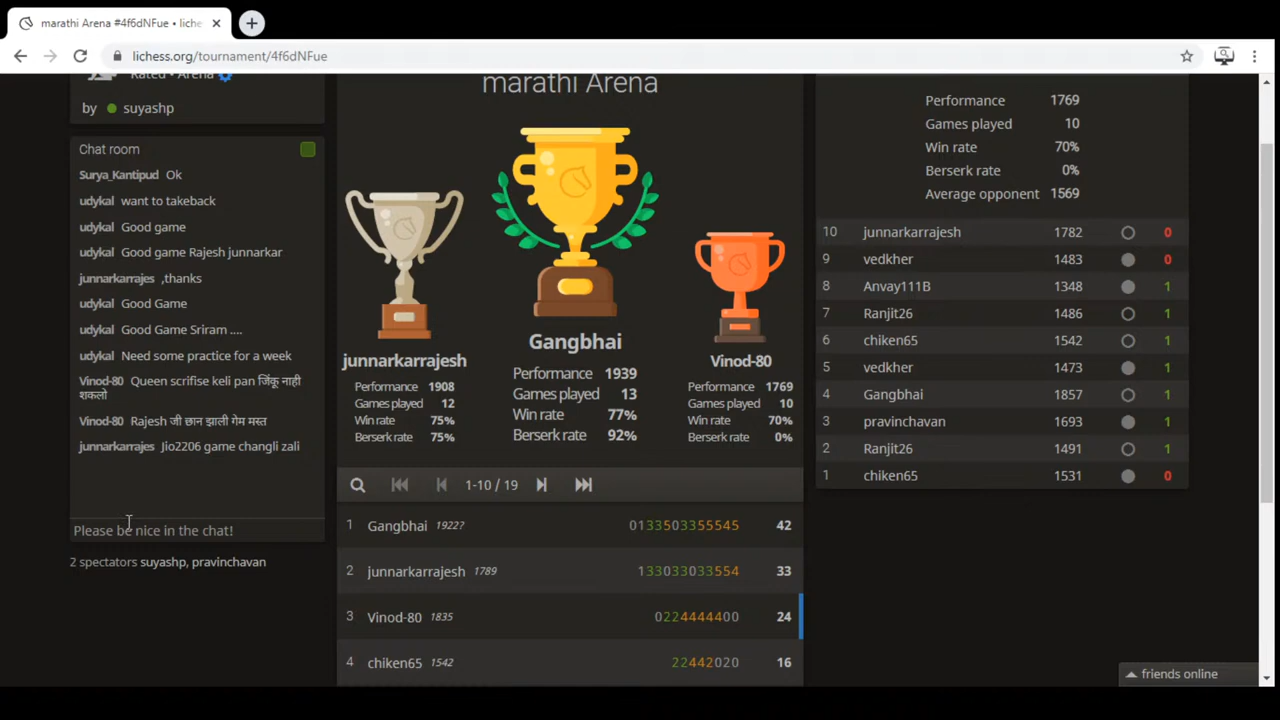 marathi Arena #4f6dNFue • liche
lichess.org/tournament/4f6dNFue
Rated • Arena
by suyashp
Chat room
Surya_Kantipud Ok
udykal want to takeback
udykal Good game
udykal Good game Rajesh junnarkar
junnarkarrajes ,thanks
udykal Good Game
udykal Good Game Sriram ....
udykal Need some practice for a week
Vinod-80 Queen scrifise keli pan जिंकू नाही
शकलो
Vinod-80 Rajesh जी छान झाली गेम मस्त
junnarkarrajes Jio2206 game changli zali
Please be nice in the chat!
2 spectators suyashp, pravinchavan
marathi Arena
junnarkarrajesh
Performance 1908
Games played 12
Win rate 75%
Berserk rate 75%
Gangbhai
Performance 1939
Games played 13
Win rate 77%
Berserk rate 92%
Vinod-80
Performance 1769
Games played 10
Win rate 70%
Berserk rate 0%
1-10 / 19
1 Gangbhai 1922? 0133503355545 42
2 junnarkarrajesh 1789 133033033554 33
3 Vinod-80 1835 0224444400 24
4 chiken65 1542 22442020 16
Performance 1769
Games played 10
Win rate 70%
Berserk rate 0%
Average opponent 1569
10 junnarkarrajesh 1782 0
9 vedkher 1483 0
8 Anvay111B 1348 1
7 Ranjit26 1486 1
6 chiken65 1542 1
5 vedkher 1473 1
4 Gangbhai 1857 1
3 pravinchavan 1693 1
2 Ranjit26 1491 1
1 chiken65 1531 0
friends online